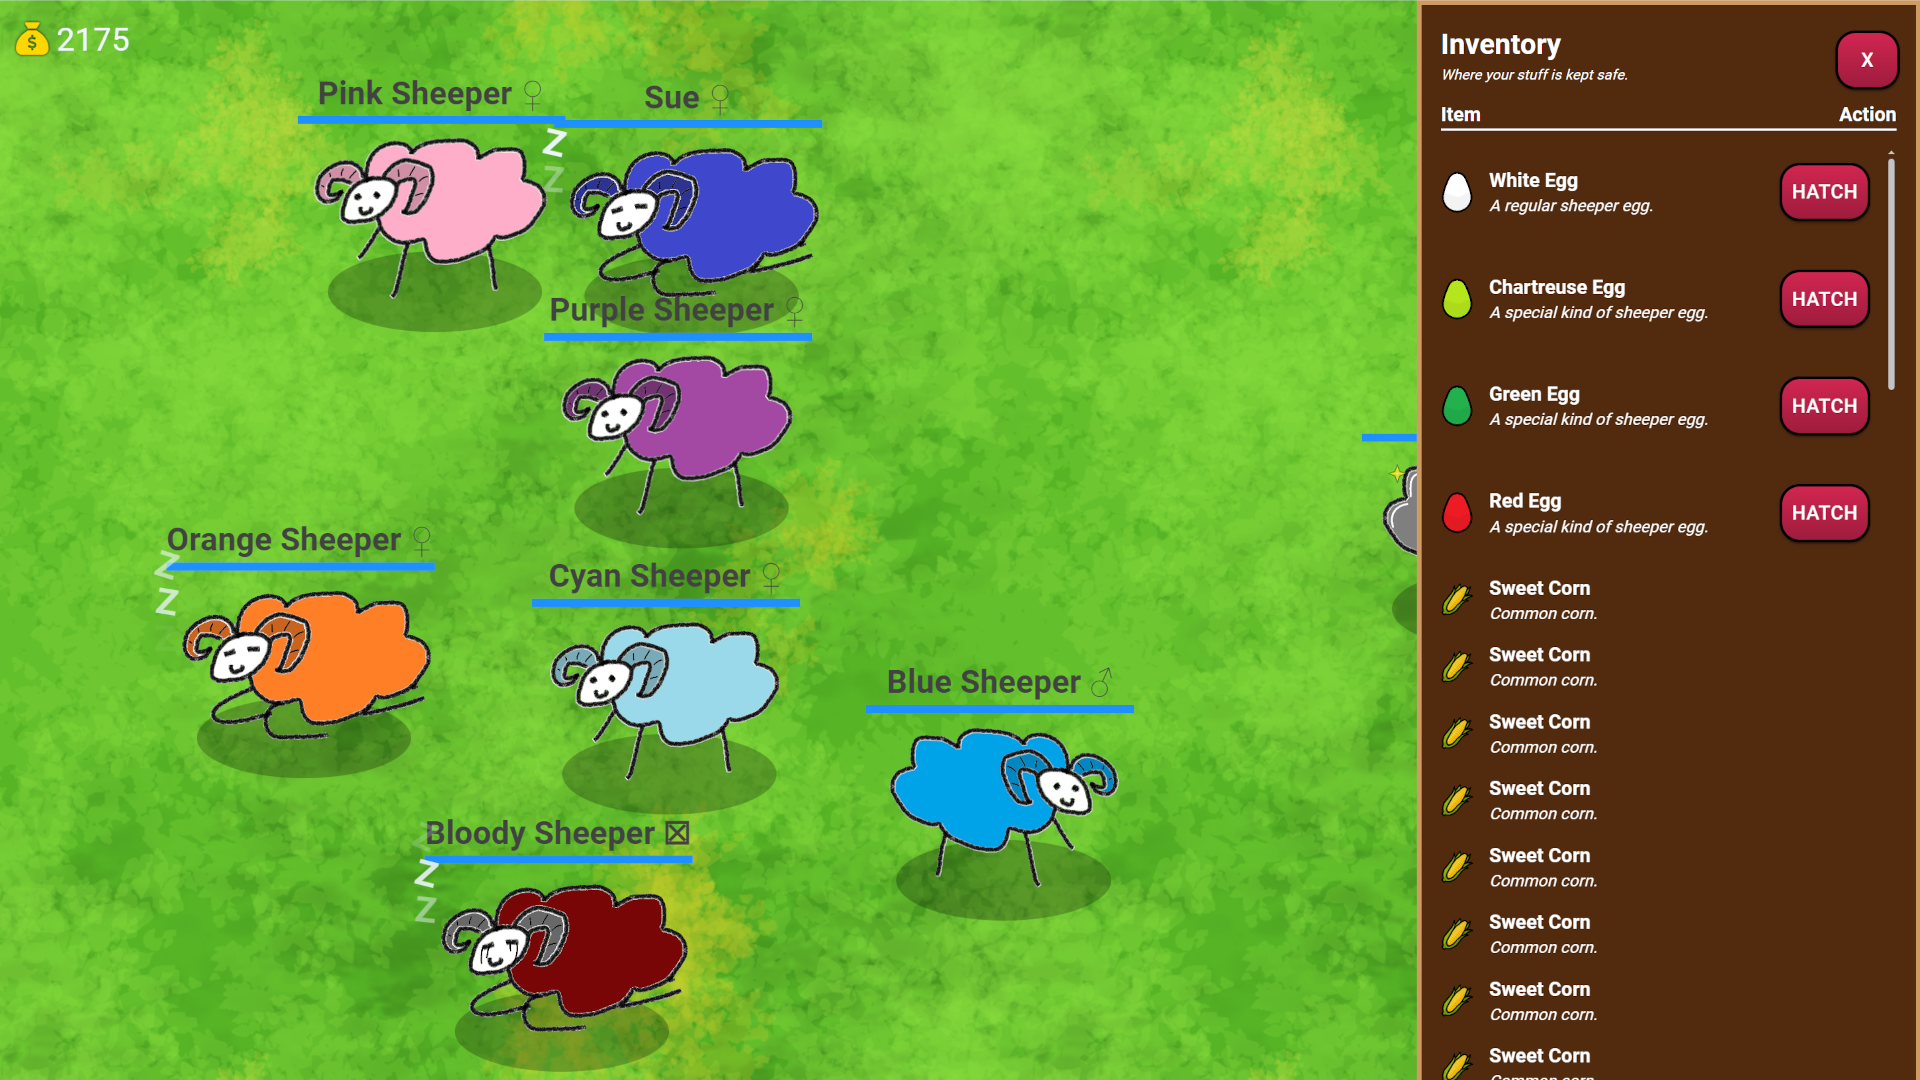 2175
Pink Sheeper ♀
Sue ♀
Z
Z
Purple Sheeper ♀
Orange Sheeper ♀
Z
Z
Cyan Sheeper ♀
Blue Sheeper ♂
Bloody Sheeper ☒
Z
Z
Inventory
Where your stuff is kept safe.
X
Item Action
White Egg
A regular sheeper egg.
HATCH
Chartreuse Egg
A special kind of sheeper egg.
HATCH
Green Egg
A special kind of sheeper egg.
HATCH
Red Egg
A special kind of sheeper egg.
HATCH
Sweet Corn
Common corn.
Sweet Corn
Common corn.
Sweet Corn
Common corn.
Sweet Corn
Common corn.
Sweet Corn
Common corn.
Sweet Corn
Common corn.
Sweet Corn
Common corn.
Sweet Corn
Common corn.